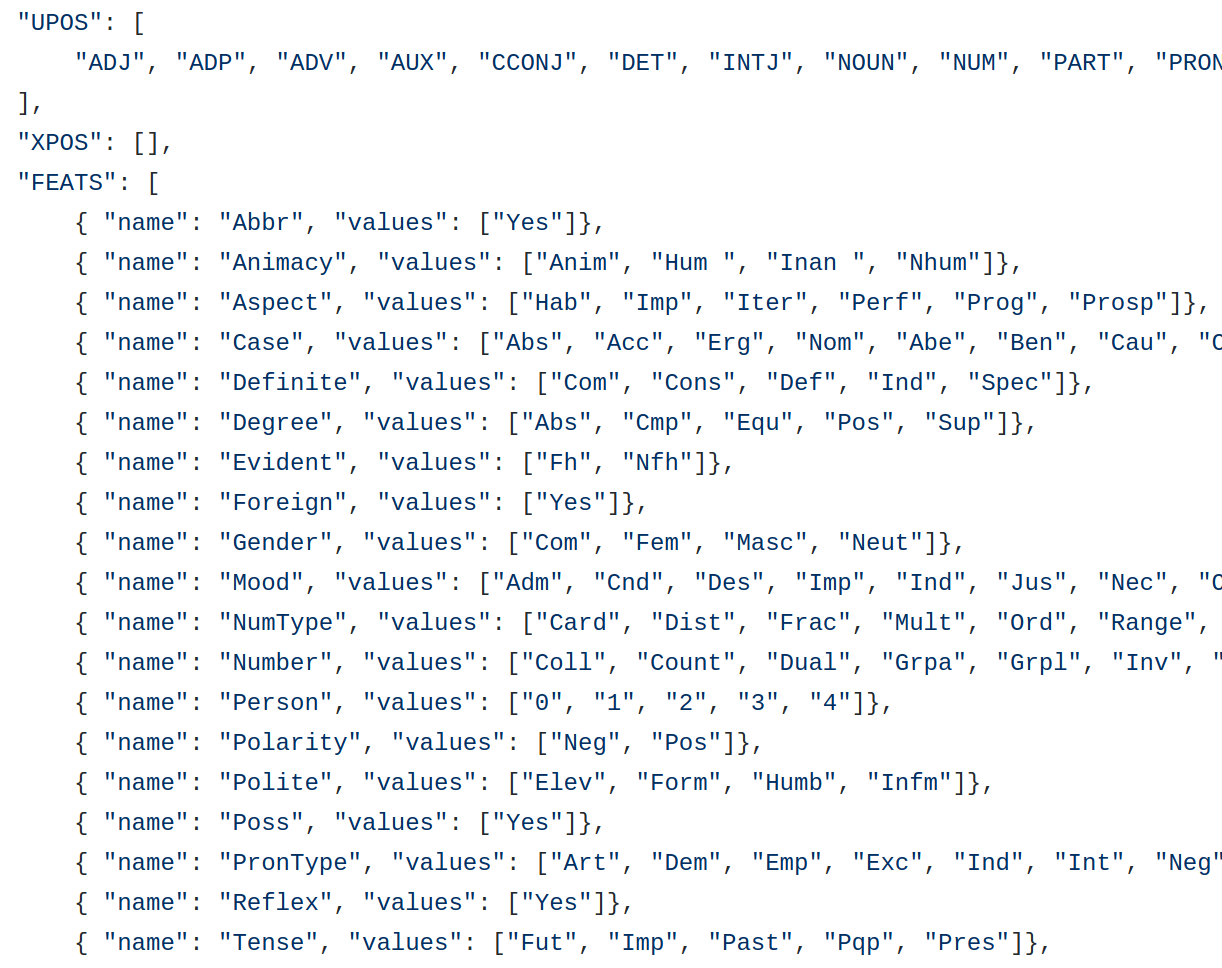 "UPOS": [
"ADJ", "ADP", "ADV", "AUX", "CCONJ", "DET", "INTJ", "NOUN", "NUM", "PART", "PRON
],
"XPOS": [],
"FEATS": [
{ "name": "Abbr", "values": ["Yes"]},
{ "name": "Animacy", "values": ["Anim", "Hum ", "Inan ", "Nhum"]},
{ "name": "Aspect", "values": ["Hab", "Imp", "Iter", "Perf", "Prog", "Prosp"]},
{ "name": "Case", "values": ["Abs", "Acc", "Erg", "Nom", "Abe", "Ben", "Cau", "C
{ "name": "Definite", "values": ["Com", "Cons", "Def", "Ind", "Spec"]},
{ "name": "Degree", "values": ["Abs", "Cmp", "Equ", "Pos", "Sup"]},
{ "name": "Evident", "values": ["Fh", "Nfh"]},
{ "name": "Foreign", "values": ["Yes"]},
{ "name": "Gender", "values": ["Com", "Fem", "Masc", "Neut"]},
{ "name": "Mood", "values": ["Adm", "Cnd", "Des", "Imp", "Ind", "Jus", "Nec", "O
{ "name": "NumType", "values": ["Card", "Dist", "Frac", "Mult", "Ord", "Range",
{ "name": "Number", "values": ["Coll", "Count", "Dual", "Grpa", "Grpl", "Inv", "
{ "name": "Person", "values": ["0", "1", "2", "3", "4"]},
{ "name": "Polarity", "values": ["Neg", "Pos"]},
{ "name": "Polite", "values": ["Elev", "Form", "Humb", "Infm"]},
{ "name": "Poss", "values": ["Yes"]},
{ "name": "PronType", "values": ["Art", "Dem", "Emp", "Exc", "Ind", "Int", "Neg"
{ "name": "Reflex", "values": ["Yes"]},
{ "name": "Tense", "values": ["Fut", "Imp", "Past", "Pqp", "Pres"]},